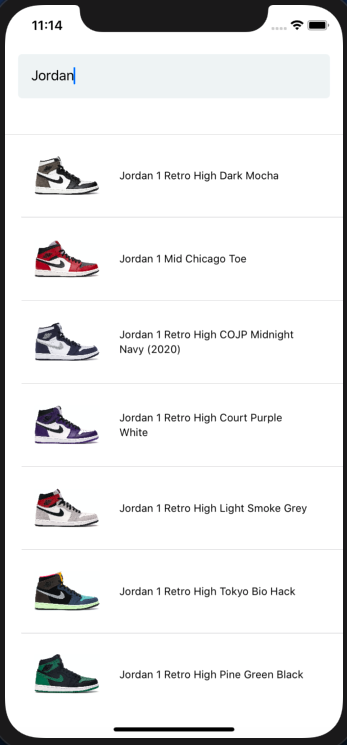 11:14
Jordan
Jordan 1 Retro High Dark Mocha
Jordan 1 Mid Chicago Toe
Jordan 1 Retro High COJP Midnight
Navy (2020)
Jordan 1 Retro High Court Purple
White
Jordan 1 Retro High Light Smoke Grey
Jordan 1 Retro High Tokyo Bio Hack
Jordan 1 Retro High Pine Green Black